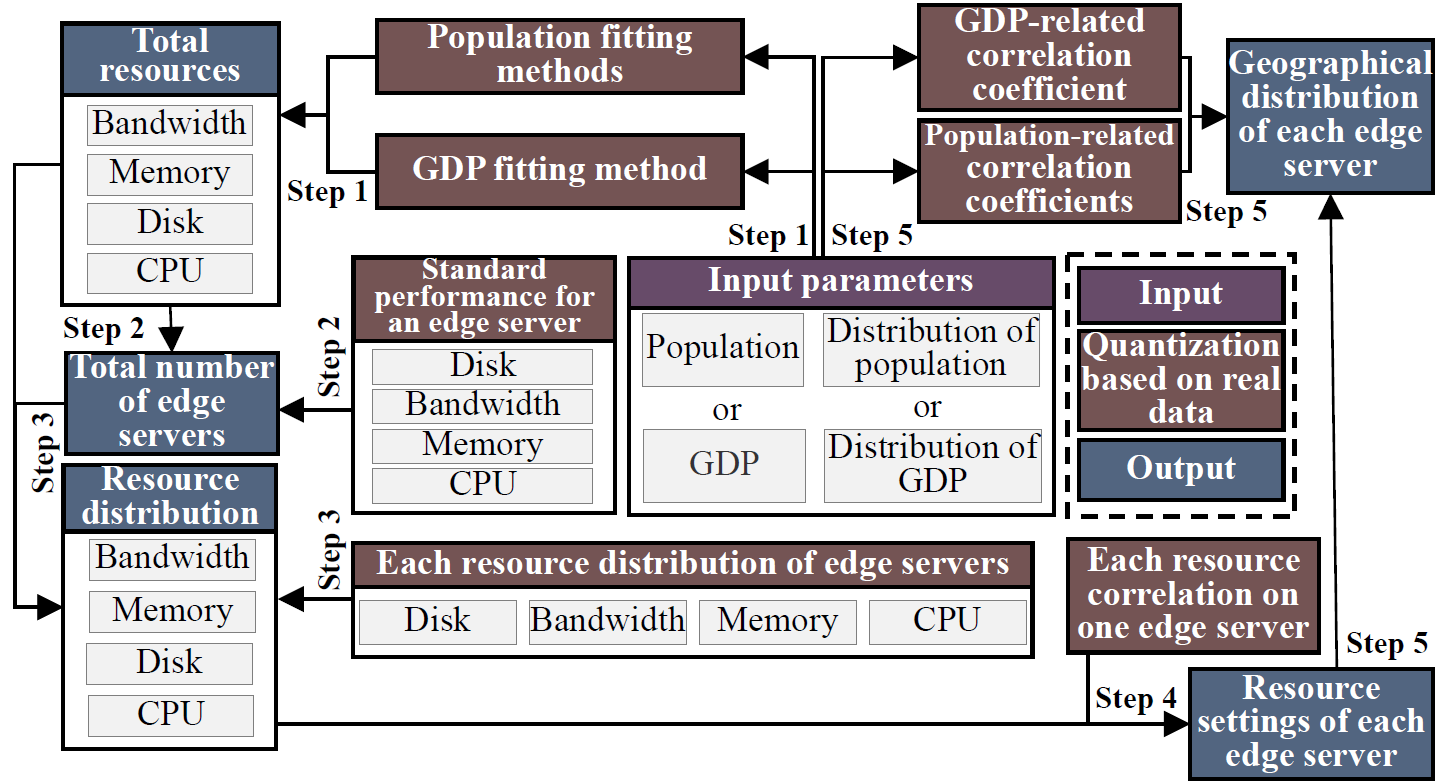 Total
resources
Bandwidth
Memory
Disk
CPU
Population fitting
methods
GDP fitting method
Step 1
GDP-related
correlation
coefficient
Population-related
correlation
coefficients
Geographical
distribution
of each edge
server
Step 5
Step 1
Step 5
Step 2
Total number
of edge
servers
Standard
performance for
an edge server
Disk
Bandwidth
Memory
CPU
Step 2
Input parameters
Population
or
GDP
Distribution of
population
or
Distribution of
GDP
Input
Quantization
based on real
data
Output
Step 3
Resource
distribution
Bandwidth
Memory
Disk
CPU
Step 3
Each resource distribution of edge servers
Disk
Bandwidth
Memory
CPU
Each resource
correlation on
one edge server
Step 5
Step 4
Resource
settings of each
edge server